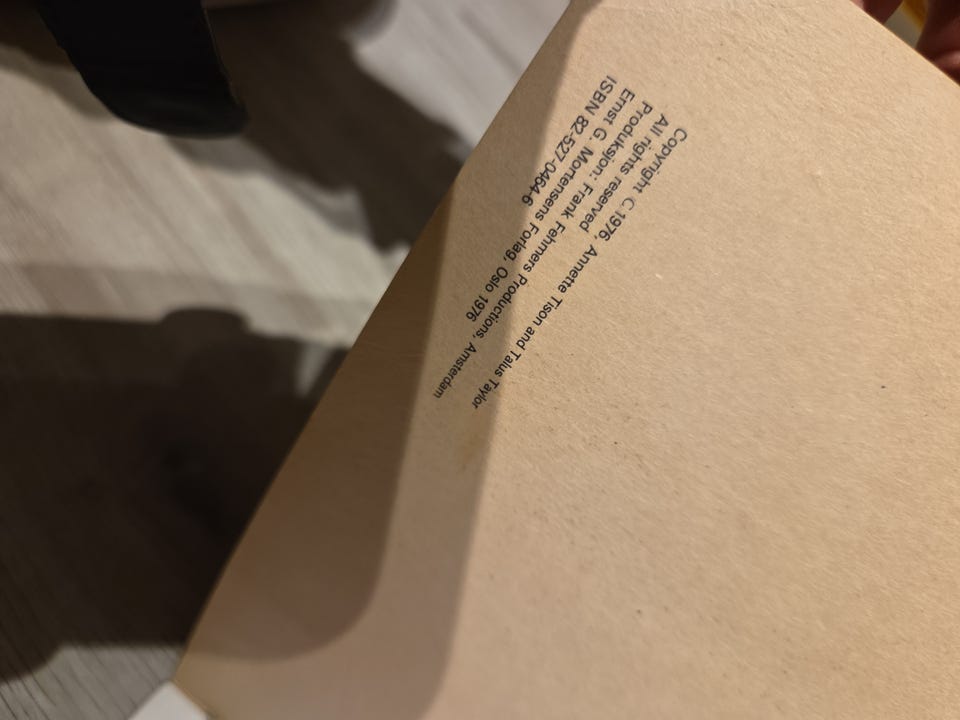 Copyright C 1976, Annette Tison and Talus Taylor
All rights reserved
Produksjon: Frank Fehmers Productions, Amsterdam
Ernst G. Mortensens Forlag, Oslo 1976
ISBN 82-527-0464-6